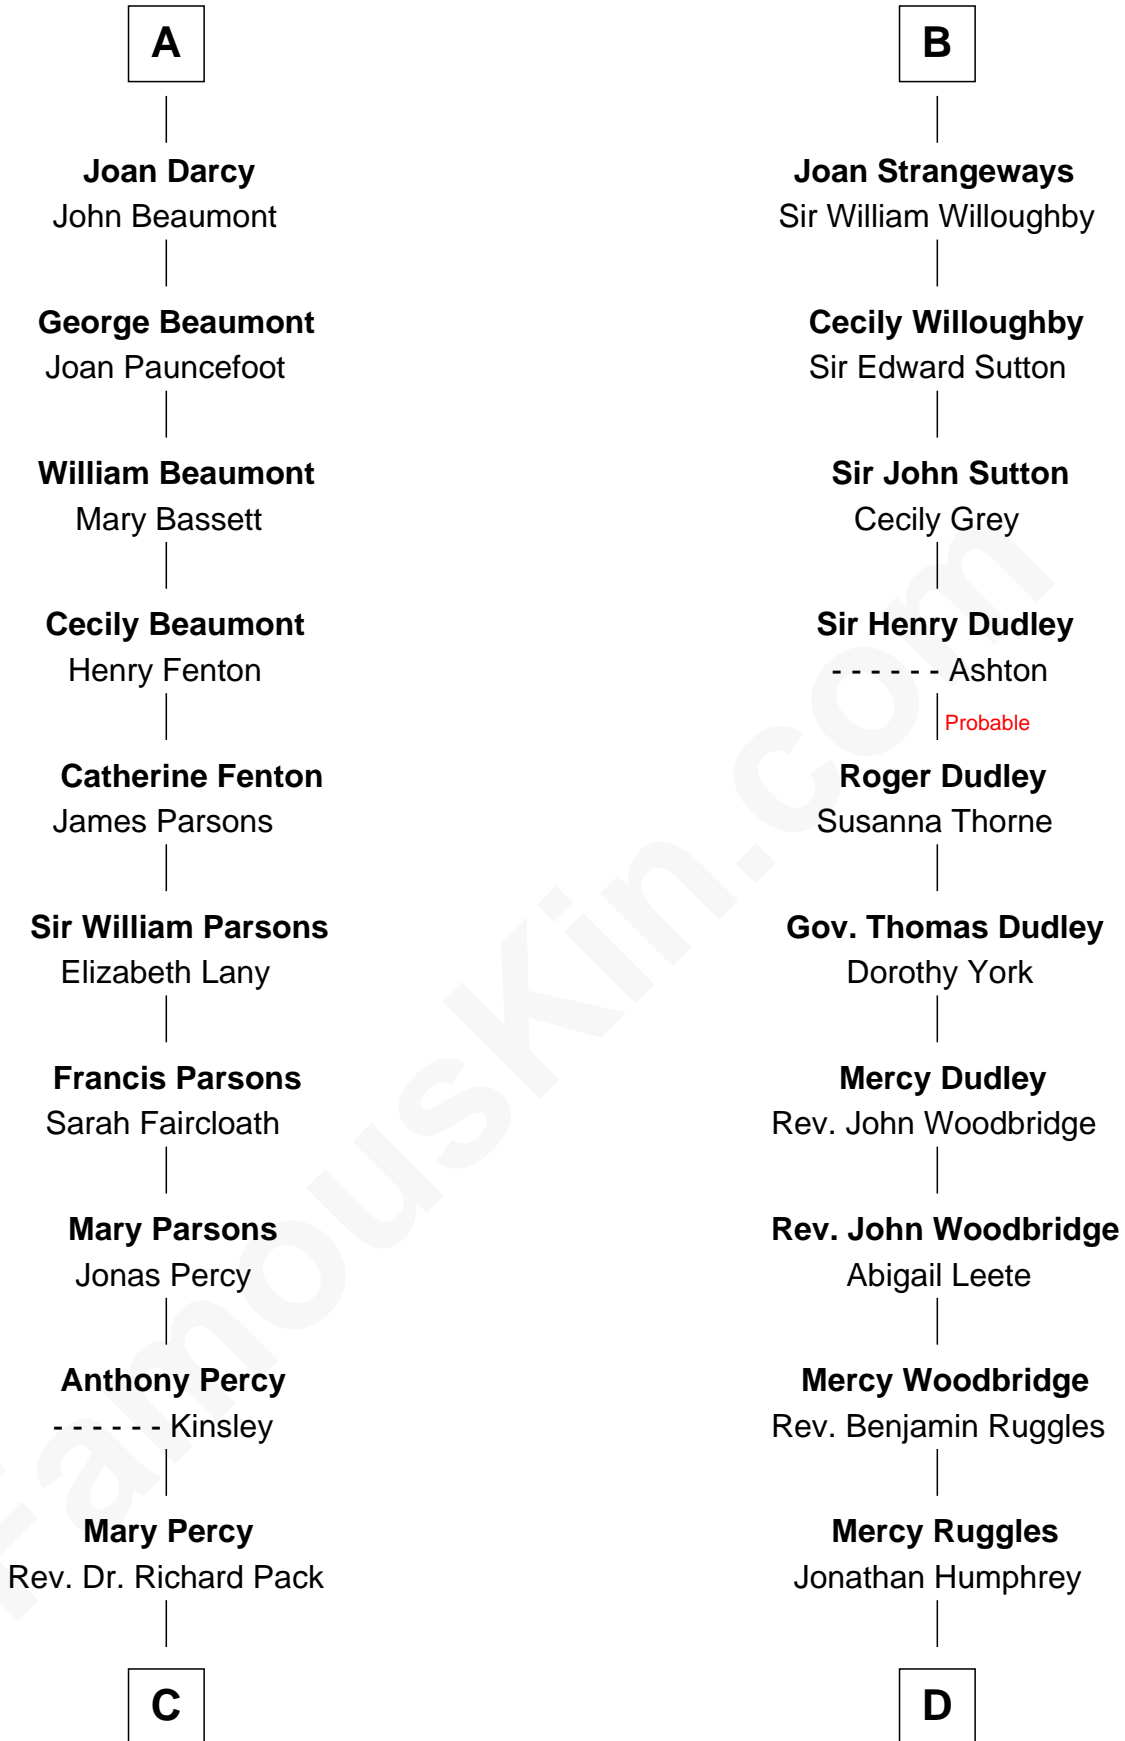 A
Joan Darcy
John Beaumont
George Beaumont
Joan Pauncefoot
William Beaumont
Mary Bassett
Cecily Beaumont
Henry Fenton
Catherine Fenton
James Parsons
Sir William Parsons
Elizabeth Lany
Francis Parsons
Sarah Faircloath
Mary Parsons
Jonas Percy
Anthony Percy
- - - - - - Kinsley
Mary Percy
Rev. Dr. Richard Pack
C
B
Joan Strangeways
Sir William Willoughby
Cecily Willoughby
Sir Edward Sutton
Sir John Sutton
Cecily Grey
Sir Henry Dudley
- - - - - - Ashton
Probable
Roger Dudley
Susanna Thorne
Gov. Thomas Dudley
Dorothy York
Mercy Dudley
Rev. John Woodbridge
Rev. John Woodbridge
Abigail Leete
Mercy Woodbridge
Rev. Benjamin Ruggles
Mercy Ruggles
Jonathan Humphrey
D
FamousKin.com